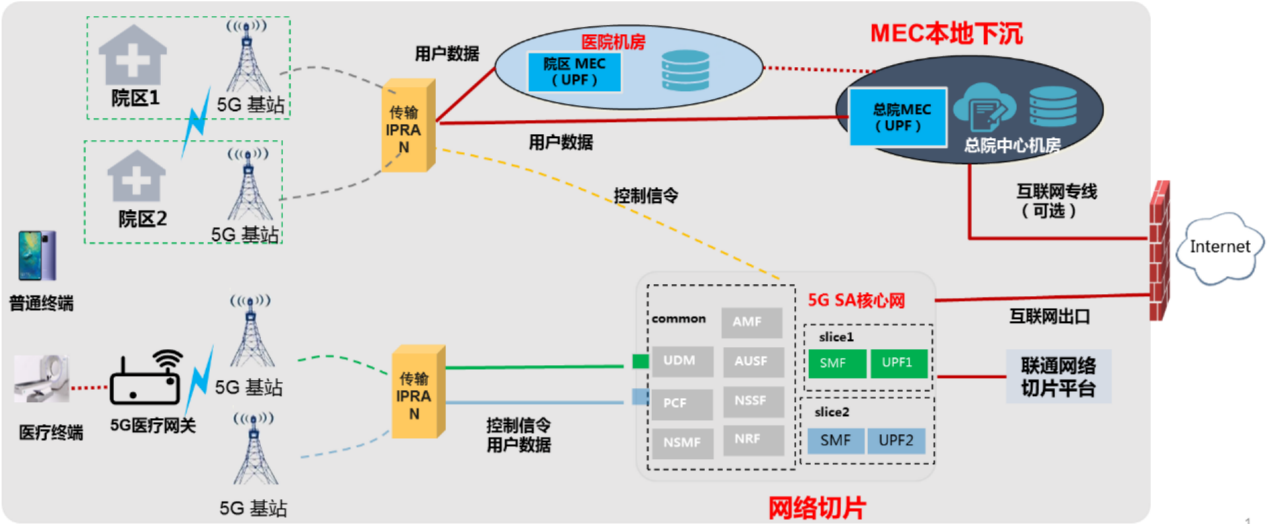 MEC本地下沉
医院机房
用户数据
院区 MEC
（UPF）
院区1
5G 基站
传输
IPRA
N
总院MEC
（UPF）
用户数据
总院中心机房
院区2
5G 基站
控制信令
互联网专线
（可选）
Internet
普通终端
5G SA核心网
互联网出口
common
AMF
slice1
UDM
AUSF
SMF
UPF1
联通网络
切片平台
传输
IPRA
N
5G 基站
PCF
NSSF
slice2
医疗终端
5G医疗网关
控制信令
用户数据
NSMF
NRF
SMF
UPF2
5G 基站
网络切片
1